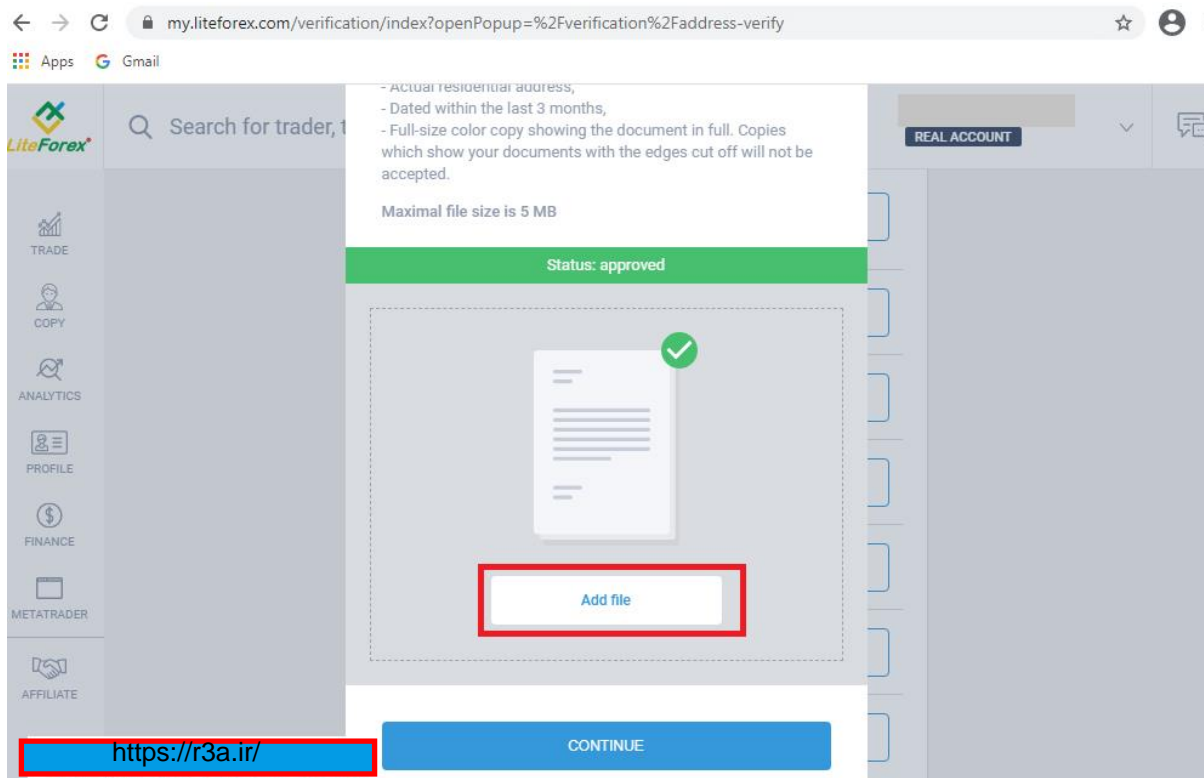 my.liteforex.com/verification/index?openPopup=%2Fverification%2Faddress-verify
Apps
Gmail
LiteForex
Search for trader, t
- Actual residential address,
- Dated within the last 3 months,
- Full-size color copy showing the document in full. Copies
which show your documents with the edges cut off will not be
accepted.
Maximal file size is 5 MB
REAL ACCOUNT
Status: approved
TRADE
COPY
ANALYTICS
PROFILE
FINANCE
METATRADER
AFFILIATE
Add file
CONTINUE
https://r3a.ir/